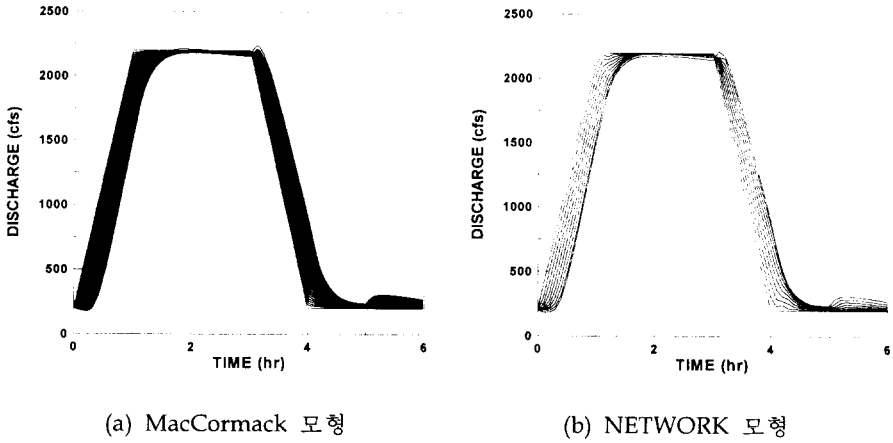 2500
2000
1500
1000
500
0
DISCHARGE (cfs)
0 2 4 6
TIME (hr)
(a) MacCormack 모형
2500
2000
1500
1000
500
0
DISCHARGE (cfs)
0 2 4 6
TIME (hr)
(b) NETWORK 모형